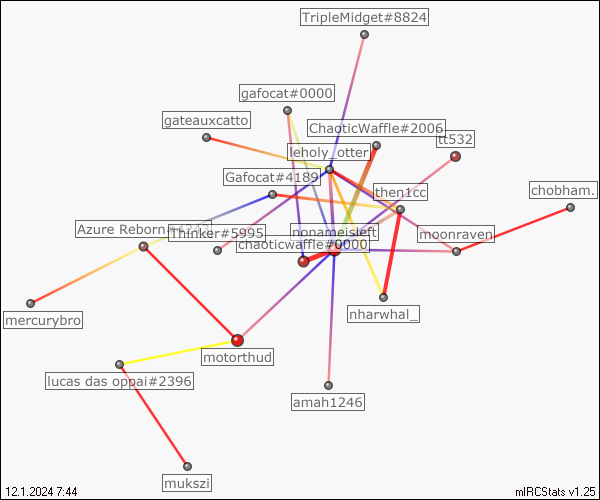 TripleMidget#8824
gafocat#0000
gateauxcatto
ChaoticWaffle#2006
tt532
leholy_otter
Gafocat#4189
then1cc
chobham.
Azure Reborn
Thinker#5995
nonameisleft
moonraven
chaoticwaffle#0000
mercurybro
nharwhal_
motorthud
lucas das oppai#2396
amah1246
mukszi
12.1.2024 7:44
mIRCStats v1.25